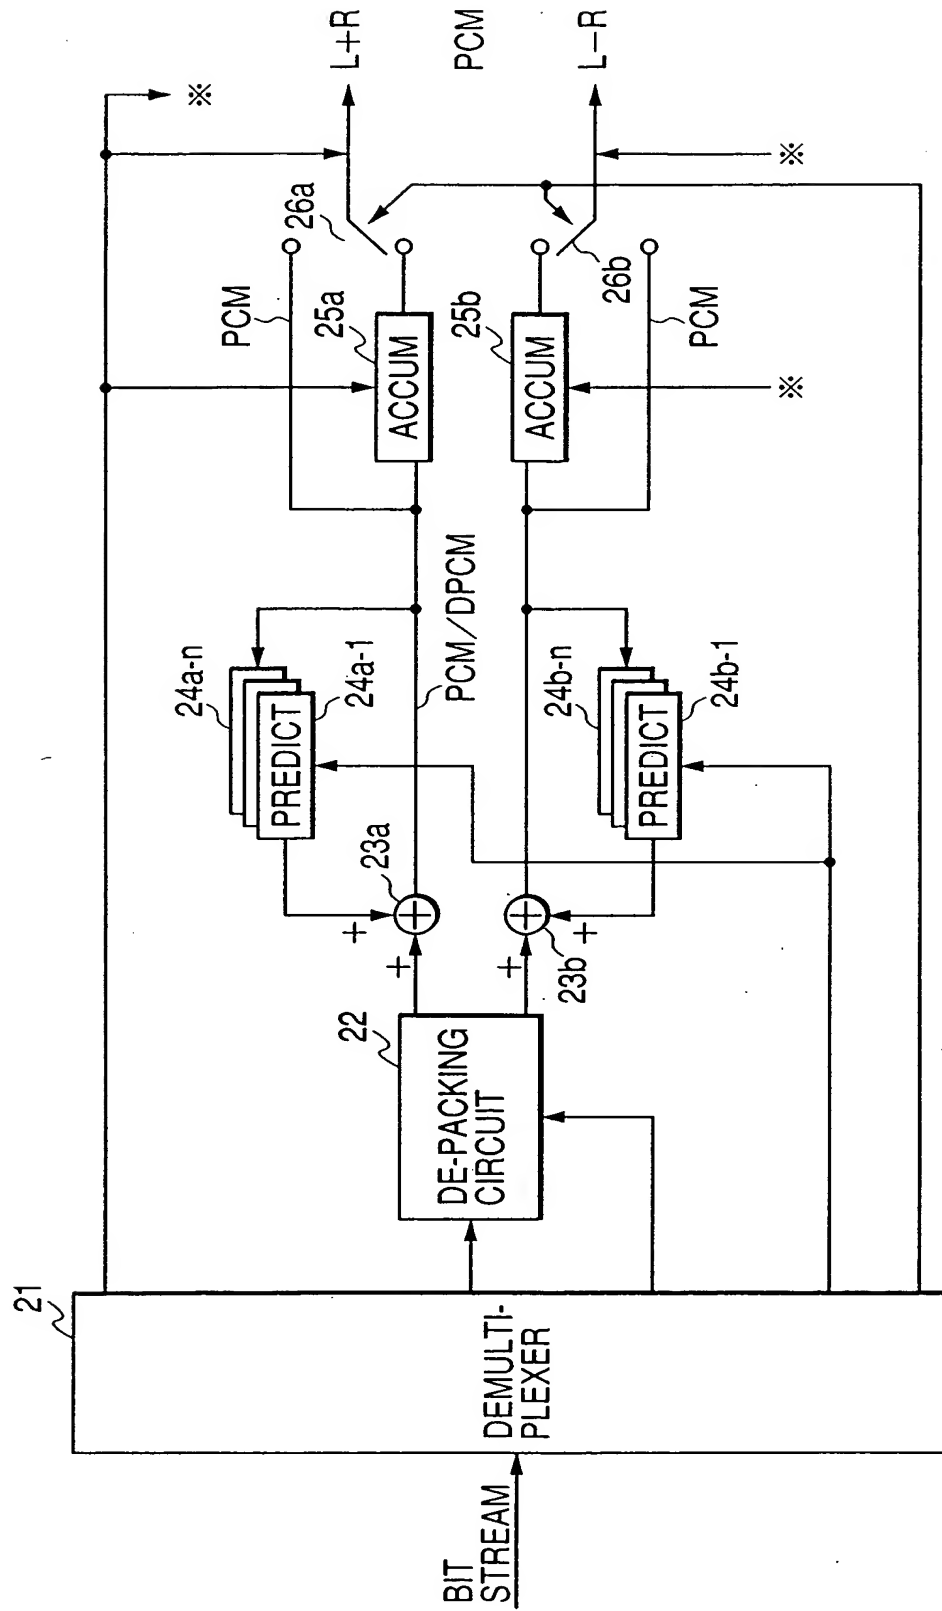 BIT
STREAM
21
DEMULTI-
PLEXER
22
DE-PACKING
CIRCUIT
+
+
23a
+
+
23b
24a-n
PREDICT
24a-1
24b-n
PREDICT
24b-1
PCM/DPCM
PCM
25a
ACCUM
25b
ACCUM
PCM
26a
26b
※
※
※
L+R
PCM
L−R